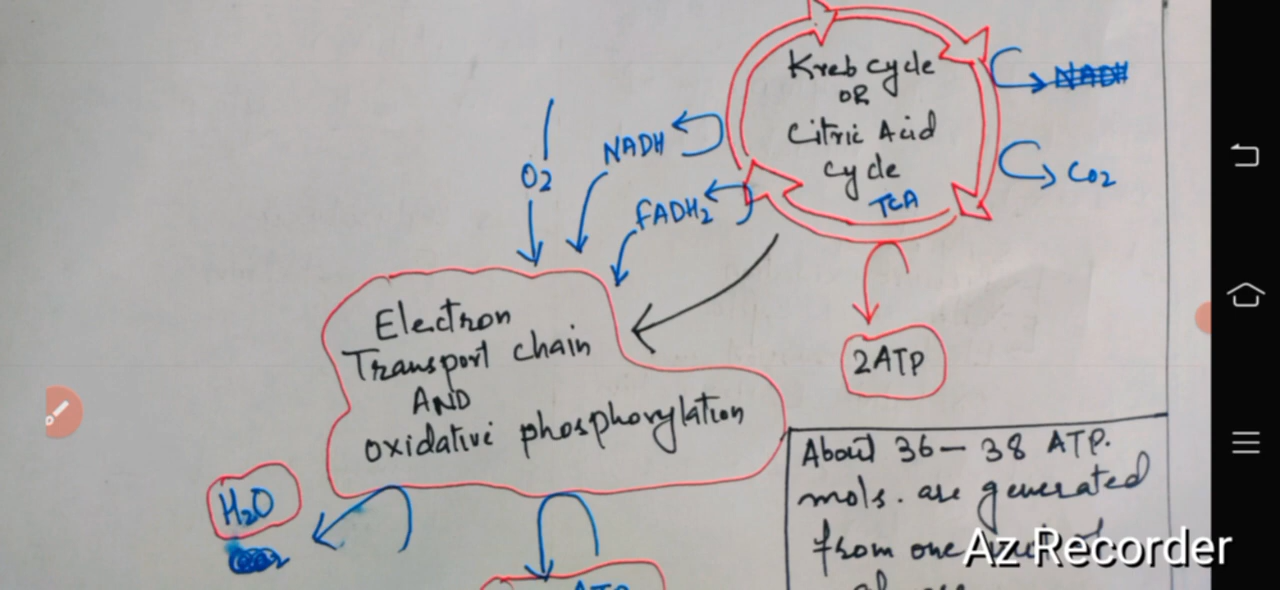 Kreb cycle
OR
Citric Acid
cycle
TCA
NADH
CO2
O2
NADH
FADH2
2ATP
Electron
Transport chain
AND
oxidative phosphorylation
H2O
ATP
About 36 – 38 ATP.
mols. are generated
from one
Az Recorder